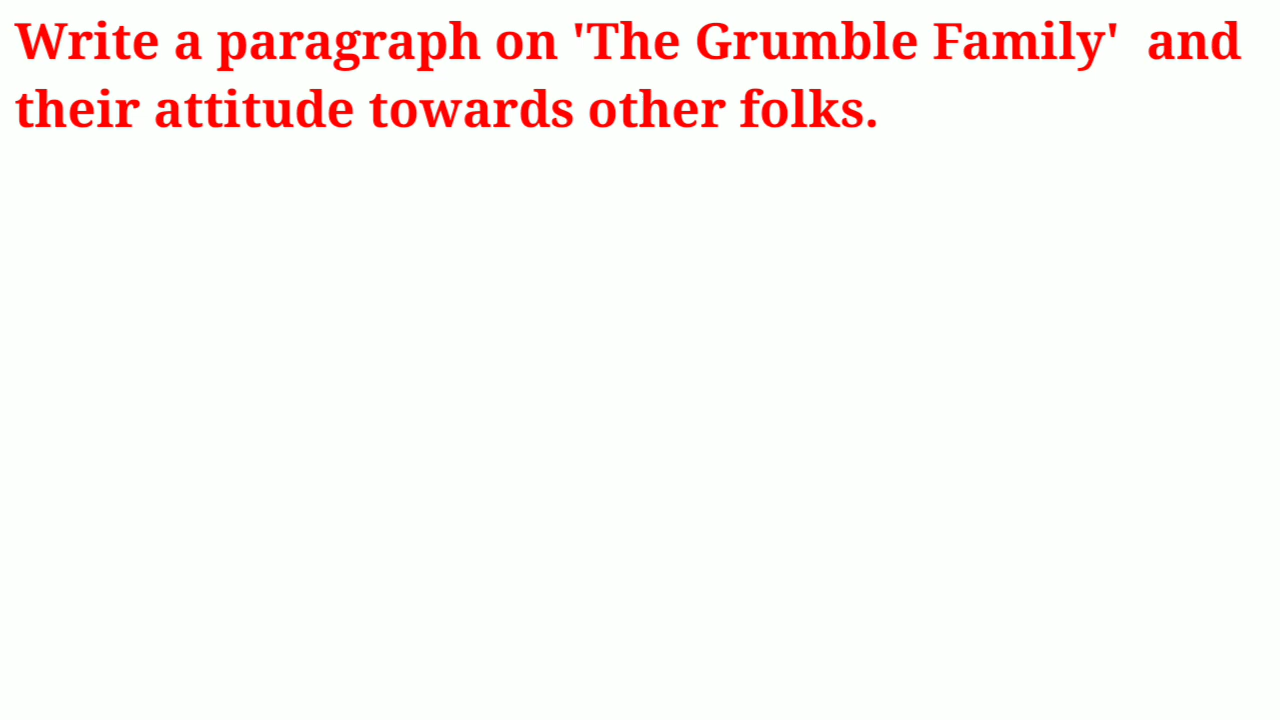 Write a paragraph on 'The Grumble Family'  and
their attitude towards other folks.